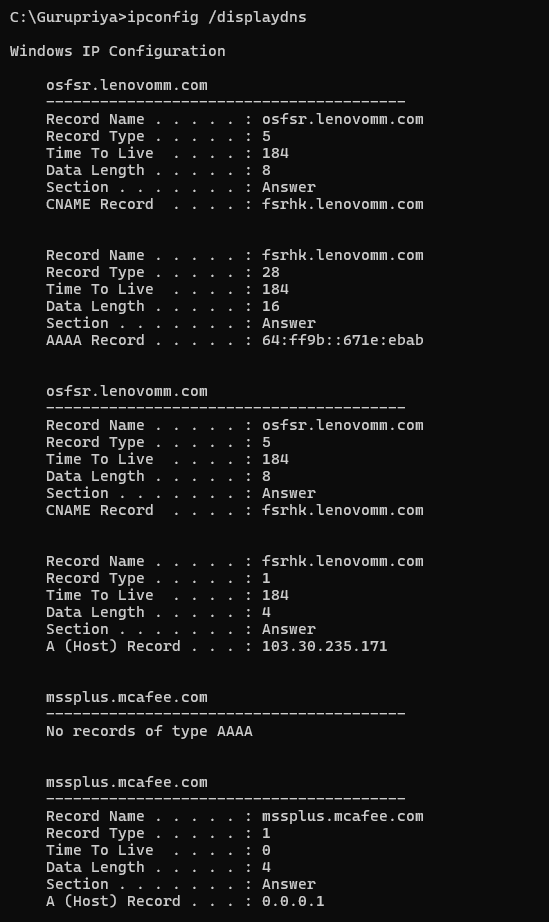 C:\Gurupriya>ipconfig /displaydns
Windows IP Configuration
osfsr.lenovomm.com
----------------------------------------
Record Name . . . . . : osfsr.lenovomm.com
Record Type . . . . . : 5
Time To Live  . . . . : 184
Data Length . . . . . : 8
Section . . . . . . . : Answer
CNAME Record  . . . . : fsrhk.lenovomm.com
Record Name . . . . . : fsrhk.lenovomm.com
Record Type . . . . . : 28
Time To Live  . . . . : 184
Data Length . . . . . : 16
Section . . . . . . . : Answer
AAAA Record . . . . . : 64:ff9b::671e:ebab
osfsr.lenovomm.com
----------------------------------------
Record Name . . . . . : osfsr.lenovomm.com
Record Type . . . . . : 5
Time To Live  . . . . : 184
Data Length . . . . . : 8
Section . . . . . . . : Answer
CNAME Record  . . . . : fsrhk.lenovomm.com
Record Name . . . . . : fsrhk.lenovomm.com
Record Type . . . . . : 1
Time To Live  . . . . : 184
Data Length . . . . . : 4
Section . . . . . . . : Answer
A (Host) Record . . . : 103.30.235.171
mssplus.mcafee.com
----------------------------------------
No records of type AAAA
mssplus.mcafee.com
----------------------------------------
Record Name . . . . . : mssplus.mcafee.com
Record Type . . . . . : 1
Time To Live  . . . . : 0
Data Length . . . . . : 4
Section . . . . . . . : Answer
A (Host) Record . . . : 0.0.0.1